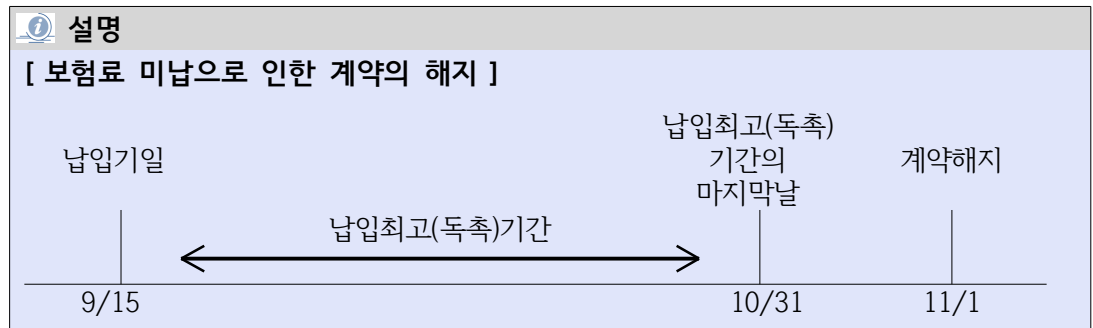 설명
[ 보험료 미납으로 인한 계약의 해지 ]
납입기일
납입최고(독촉)
기간의
마지막날
계약해지
납입최고(독촉)기간
9/15
10/31
11/1